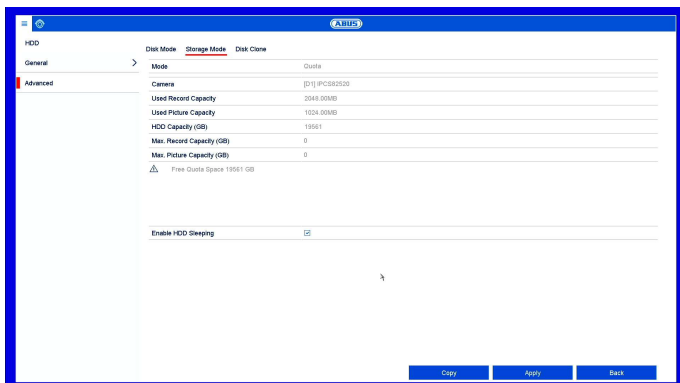 ABUS
HDD
General
Advanced
Disk Mode Storage Mode Disk Clone
Mode Quota
Camera [D1] IPCS82520
Used Record Capacity 2048.00MB
Used Picture Capacity 1024.00MB
HDD Capacity (GB) 19561
Max. Record Capacity (GB) 0
Max. Picture Capacity (GB) 0
Free Quota Space 19561 GB
Enable HDD Sleeping
Copy Apply Back